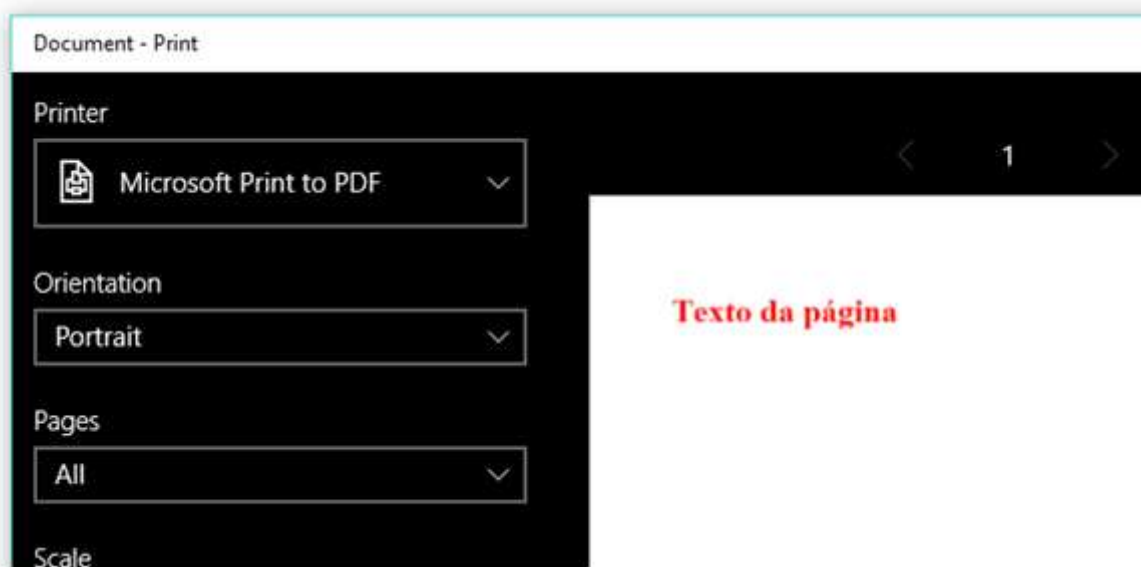 Document - Print
Printer
Microsoft Print to PDF
1
Orientation
Portrait
Texto da página
Pages
All
Scale